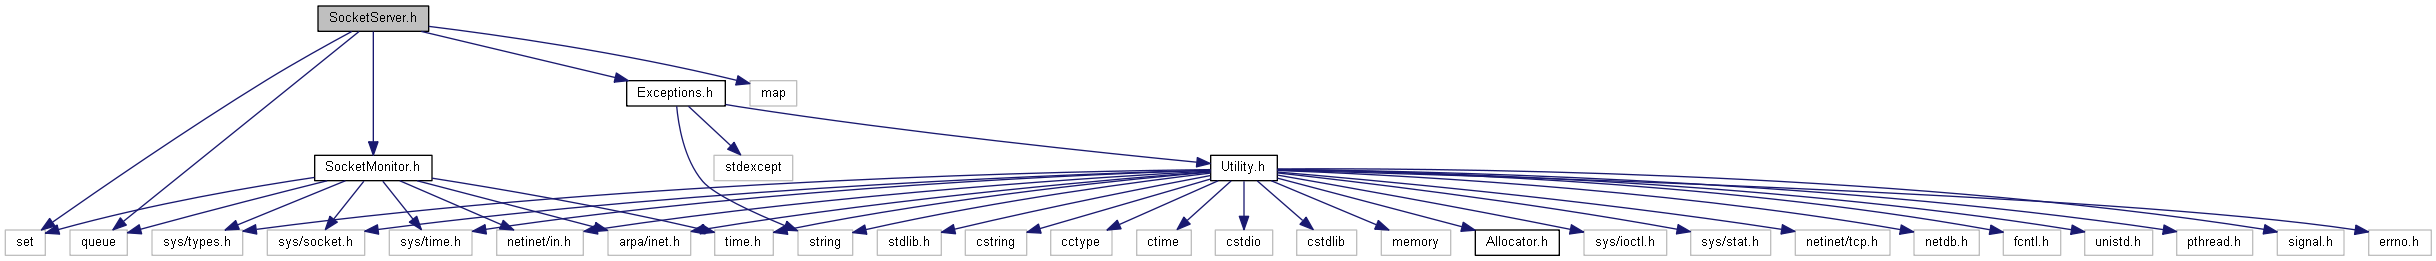 SocketServer.h
Exceptions.h
map
SocketMonitor.h
stdexcept
Utility.h
set
queue
sys/types.h
sys/socket.h
sys/time.h
netinet/in.h
arpa/inet.h
time.h
string
stdlib.h
cstring
cctype
ctime
cstdio
cstdlib
memory
Allocator.h
sys/ioctl.h
sys/stat.h
netinet/tcp.h
netdb.h
fcntl.h
unistd.h
pthread.h
signal.h
errno.h